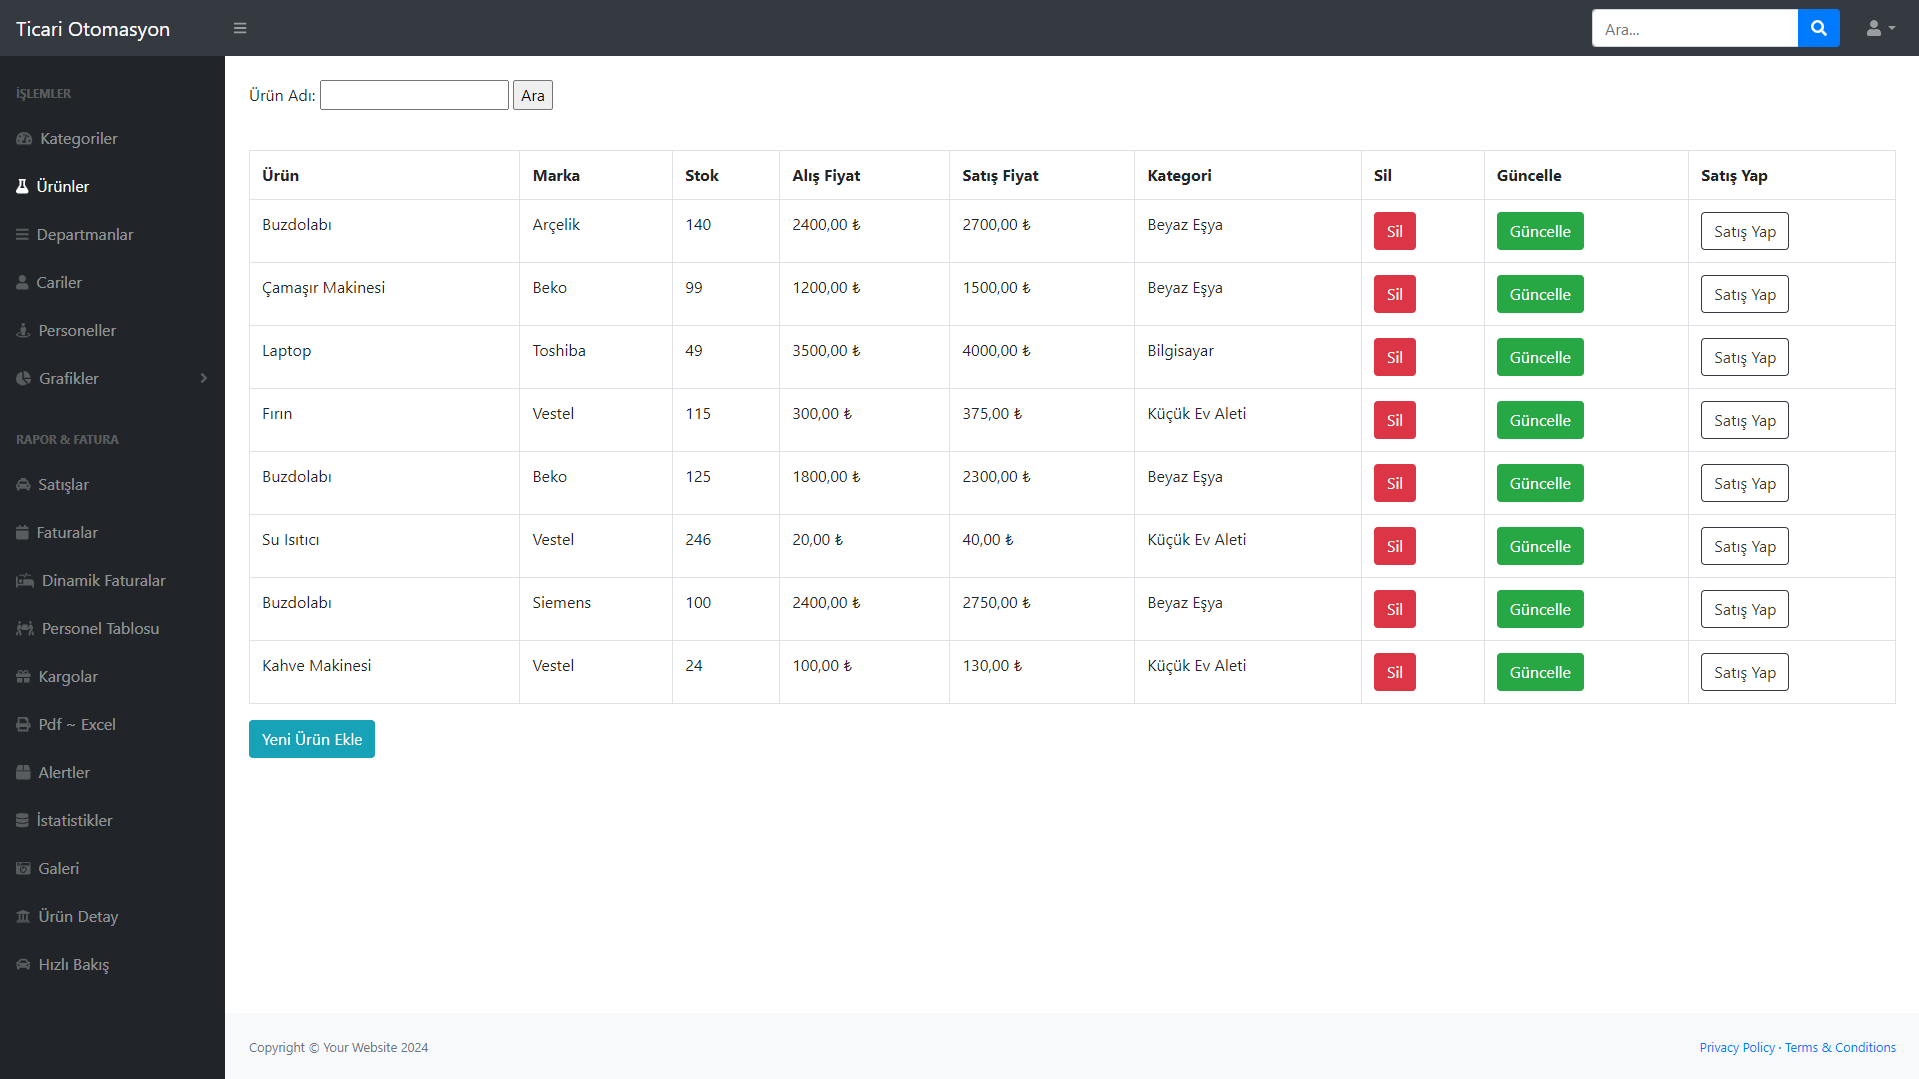 Ticari Otomasyon
Ara...
İŞLEMLER
Kategoriler
Ürünler
Departmanlar
Cariler
Personeller
Grafikler
RAPOR & FATURA
Satışlar
Faturalar
Dinamik Faturalar
Personel Tablosu
Kargolar
Pdf ~ Excel
Alertler
İstatistikler
Galeri
Ürün Detay
Hızlı Bakış
Ürün Adı: Ara
Ürün Marka Stok Alış Fiyat Satış Fiyat Kategori Sil Güncelle Satış Yap
Buzdolabı Arçelik 140 2400,00 ₺ 2700,00 ₺ Beyaz Eşya Sil Güncelle Satış Yap
Çamaşır Makinesi Beko 99 1200,00 ₺ 1500,00 ₺ Beyaz Eşya Sil Güncelle Satış Yap
Laptop Toshiba 49 3500,00 ₺ 4000,00 ₺ Bilgisayar Sil Güncelle Satış Yap
Fırın Vestel 115 300,00 ₺ 375,00 ₺ Küçük Ev Aleti Sil Güncelle Satış Yap
Buzdolabı Beko 125 1800,00 ₺ 2300,00 ₺ Beyaz Eşya Sil Güncelle Satış Yap
Su Isıtıcı Vestel 246 20,00 ₺ 40,00 ₺ Küçük Ev Aleti Sil Güncelle Satış Yap
Buzdolabı Siemens 100 2400,00 ₺ 2750,00 ₺ Beyaz Eşya Sil Güncelle Satış Yap
Kahve Makinesi Vestel 24 100,00 ₺ 130,00 ₺ Küçük Ev Aleti Sil Güncelle Satış Yap
Yeni Ürün Ekle
Copyright © Your Website 2024
Privacy Policy · Terms & Conditions